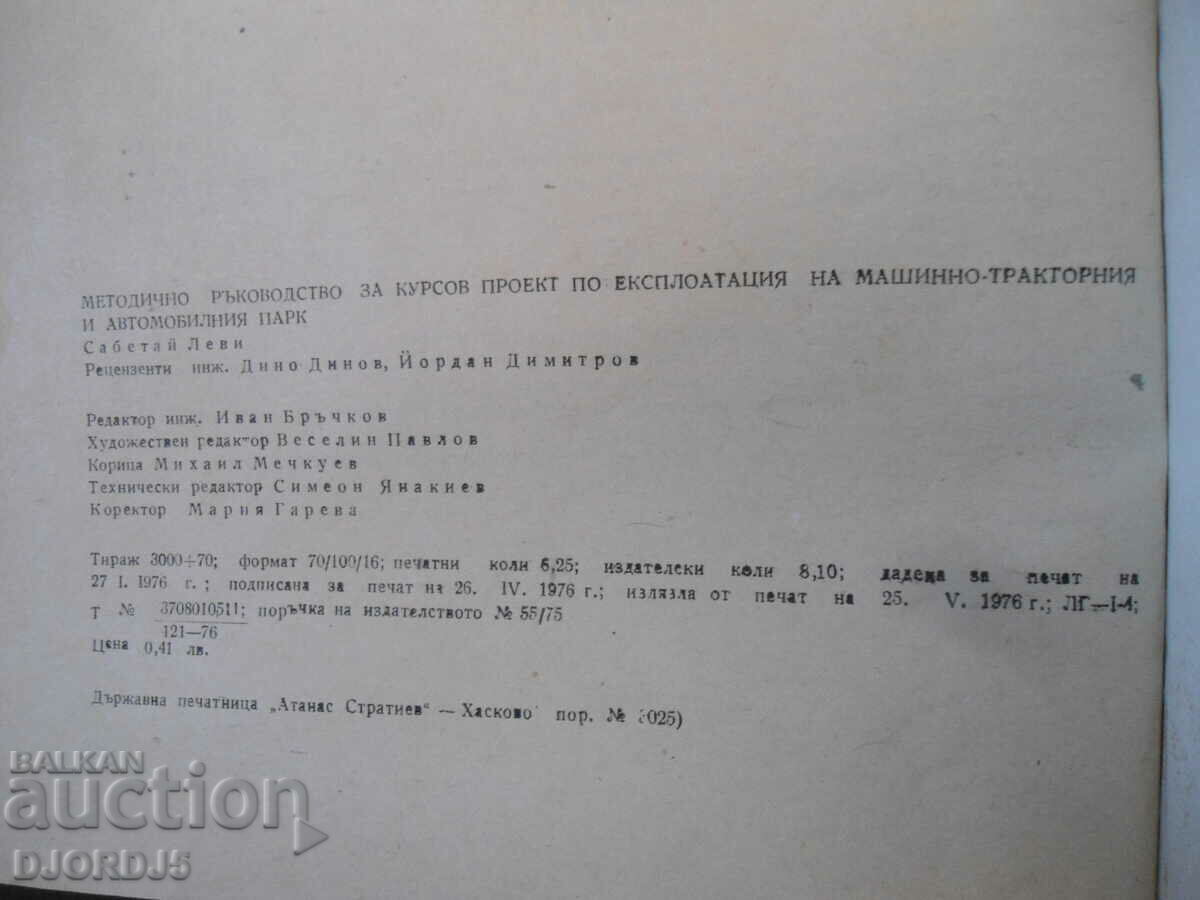 МЕТОДИЧНО РЪКОВОДСТВО ЗА КУРСОВ ПРОЕКТ ПО ЕКСПЛОАТАЦИЯ НА МАШИННО-ТРАКТОРНИЯ
И АВТОМОБИЛНИЯ ПАРК
Сабетай Леви
Рецензенти инж. Дино Динов, Йордан Димитров
Редактор инж. Иван Бръчков
Художествен редактор Веселин Павлов
Корица Михаил Мечкуев
Технически редактор Симеон Янакиев
Коректор Мария Гарева
Тираж 3000+70; формат 70/100/16; печатни коли 6,25; издателски коли 8,10; дадена за печат на
27 I. 1976 г.; подписана за печат на 26. IV. 1976 г.; излязла от печат на 25. V. 1976 г.; ЛГ—I-4;
Т № 3708010511; поръчка на издателството № 55/75
121—76
Цена 0,41 лв.
Държавна печатница „Атанас Стратиев“ — Хасково пор. №
BALKAN
auction
DJORDJ5